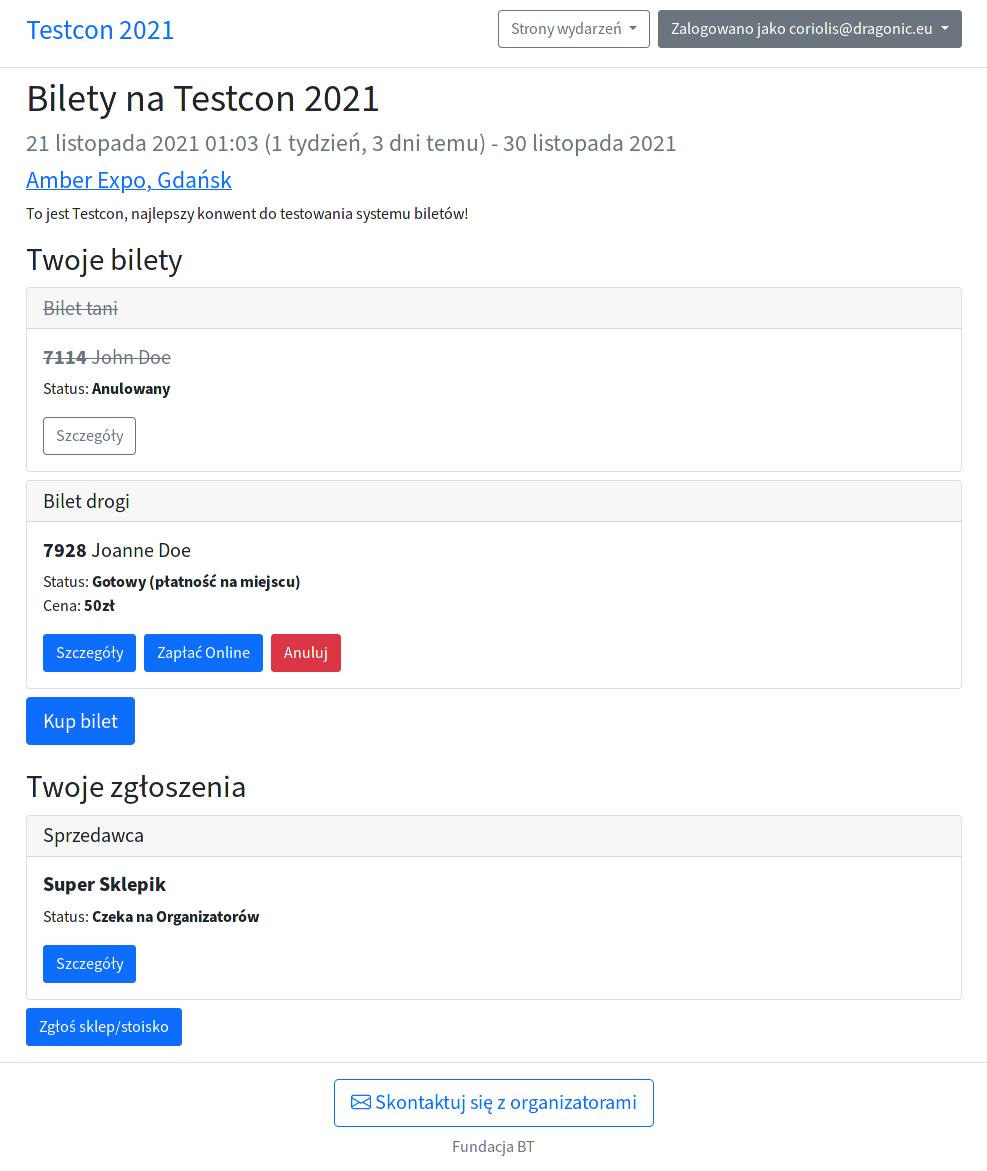 Testcon 2021
Strony wydarzeń
Zalogowano jako coriolis@dragonic.eu
Bilety na Testcon 2021
21 listopada 2021 01:03 (1 tydzień, 3 dni temu) - 30 listopada 2021
Amber Expo, Gdańsk
To jest Testcon, najlepszy konwent do testowania systemu biletów!
Twoje bilety
Bilet tani
7114 John Doe
Status: Anulowany
Szczegóły
Bilet drogi
7928 Joanne Doe
Status: Gotowy (płatność na miejscu)
Cena: 50zł
Szczegóły
Zapłać Online
Anuluj
Kup bilet
Twoje zgłoszenia
Sprzedawca
Super Sklepik
Status: Czeka na Organizatorów
Szczegóły
Zgłoś sklep/stoisko
Skontaktuj się z organizatorami
Fundacja BT